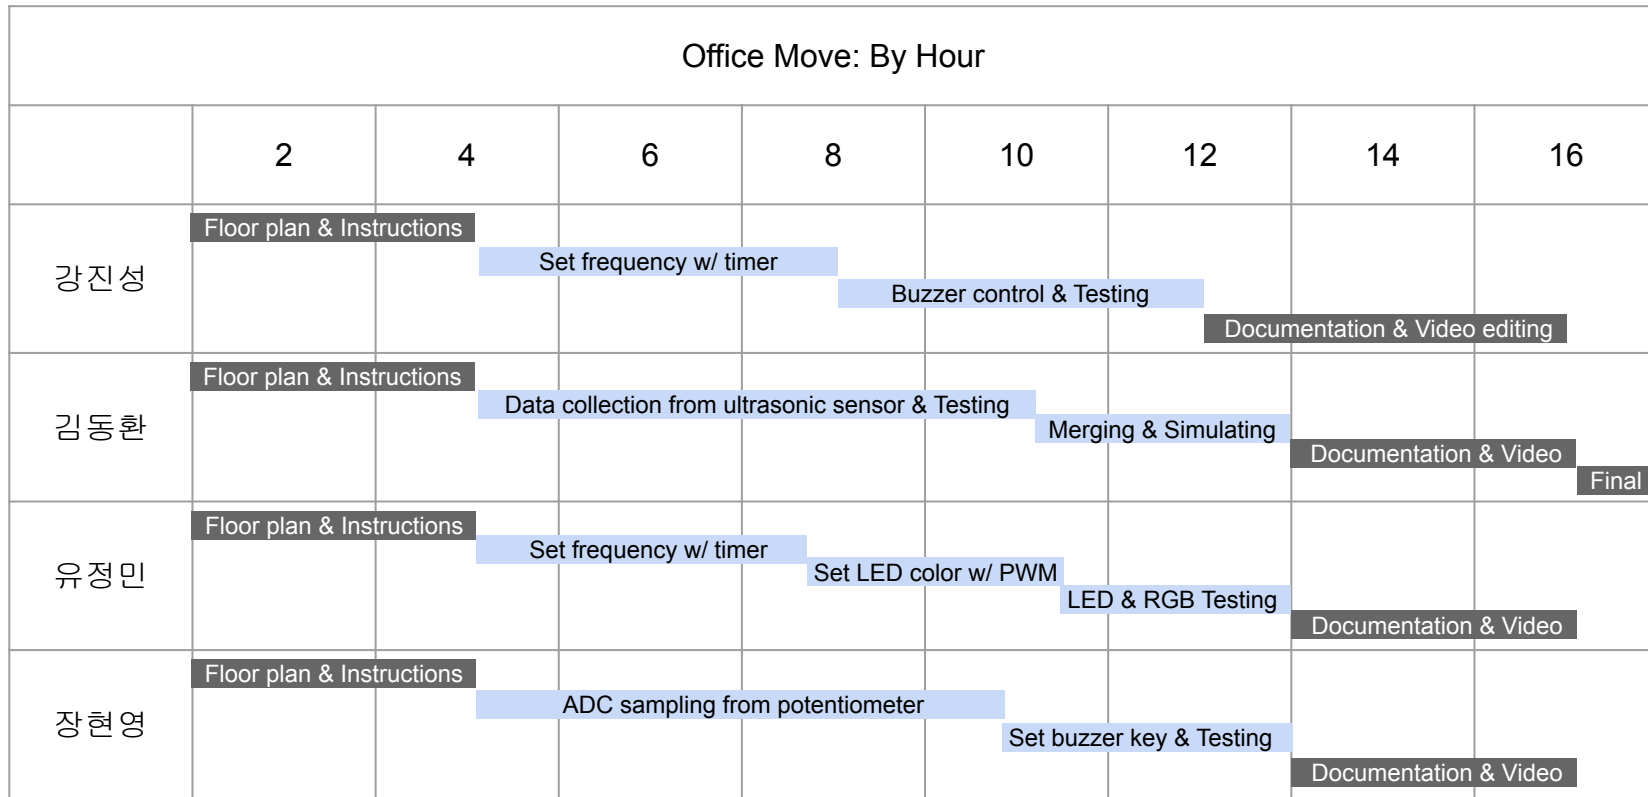 Office Move: By Hour
2 4 6 8 10 12 14 16
강진성
Floor plan & Instructions
Set frequency w/ timer
Buzzer control & Testing
Documentation & Video editing
김동환
Floor plan & Instructions
Data collection from ultrasonic sensor & Testing
Merging & Simulating
Documentation & Video
Final
유정민
Floor plan & Instructions
Set frequency w/ timer
Set LED color w/ PWM
LED & RGB Testing
Documentation & Video
장현영
Floor plan & Instructions
ADC sampling from potentiometer
Set buzzer key & Testing
Documentation & Video